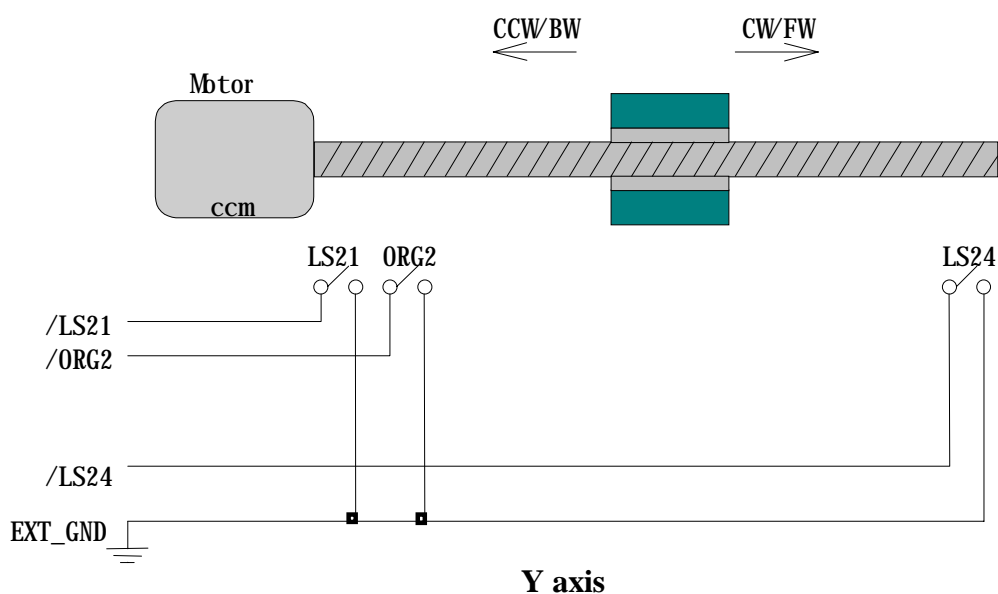 CCW/BW
CW/FW
Motor
ccm
LS21
ORG2
LS24
/LS21
/ORG2
/LS24
EXT_GND
Y axis